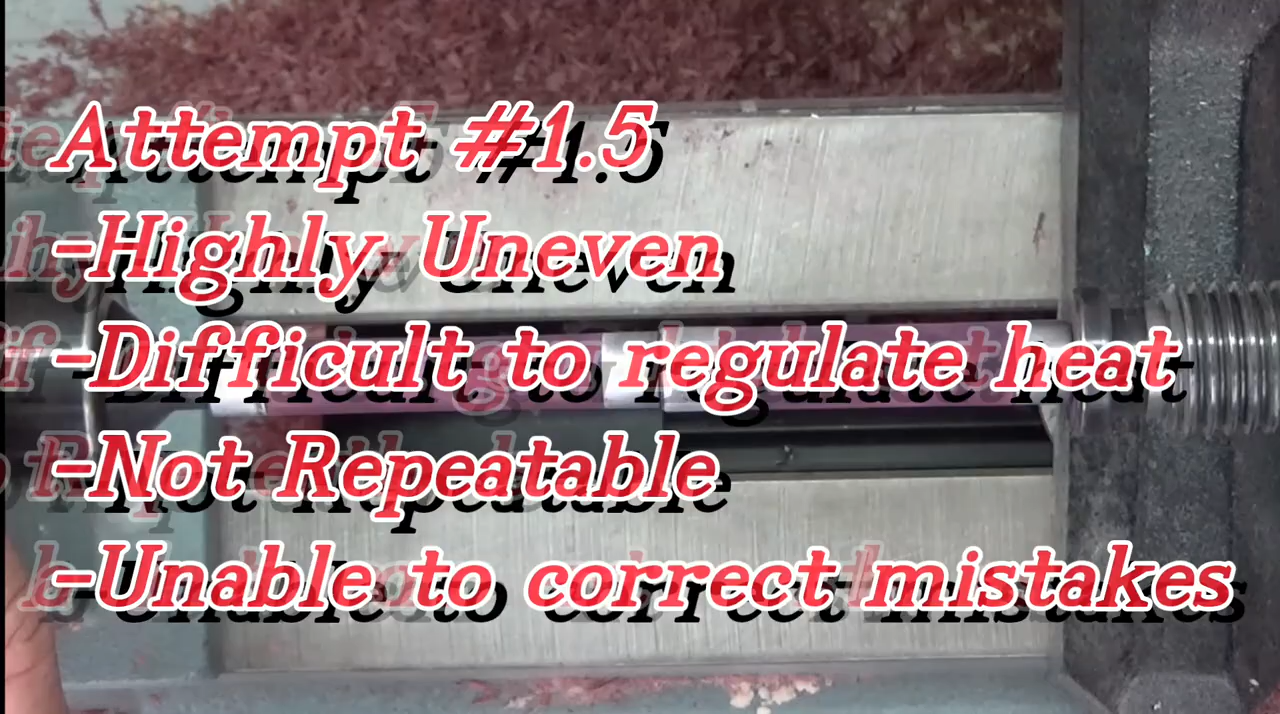 Attempt #1.5
-Highly Uneven
-Difficult to regulate heat
-Not Repeatable
-Unable to correct mistakes